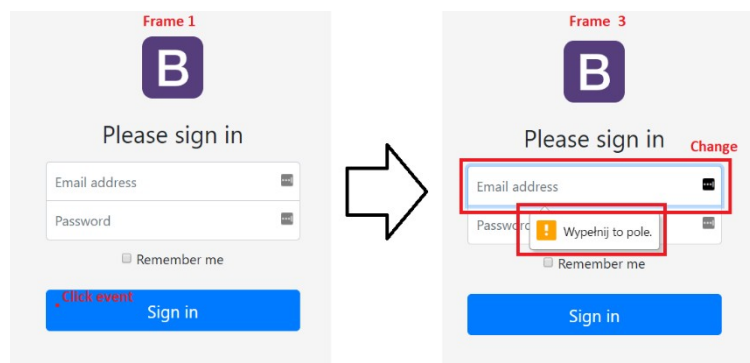 Frame 1
B
Please sign in
Email address
Password
Remember me
Click event
Sign in
Frame 3
B
Please sign in
Change
Email address
Password
Wypełnij to pole.
Remember me
Sign in